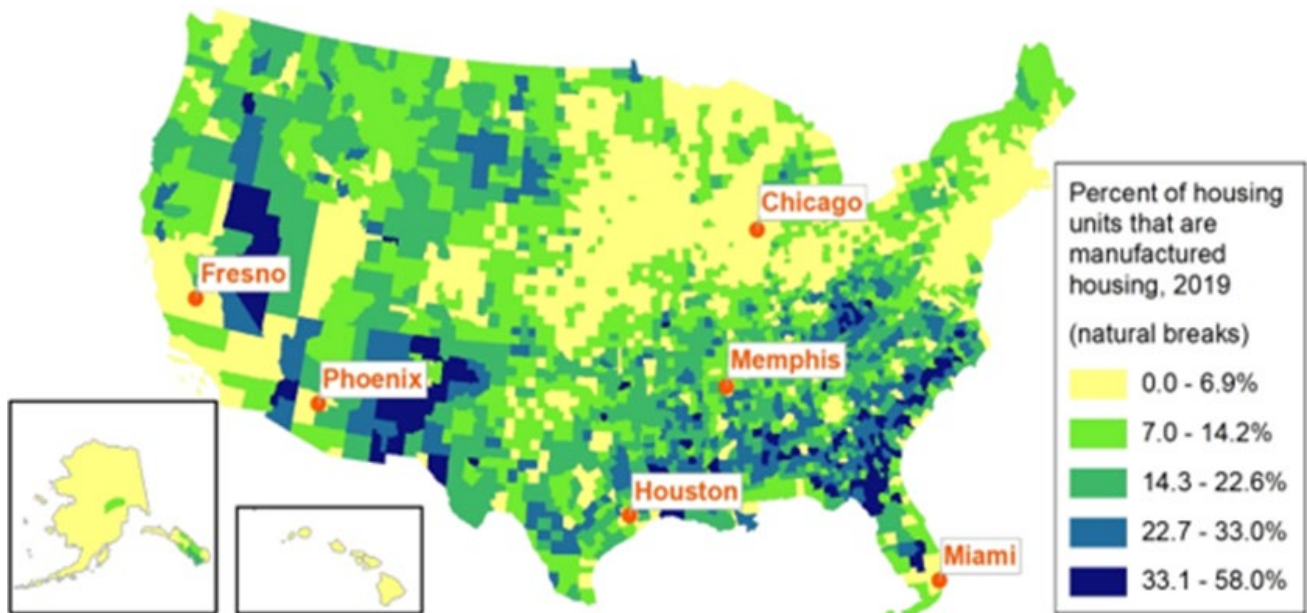 Chicago
Fresno
Memphis
Phoenix
Houston
Miami
Percent of housing
units that are
manufactured
housing, 2019
(natural breaks)
0.0 - 6.9%
7.0 - 14.2%
14.3 - 22.6%
22.7 - 33.0%
33.1 - 58.0%